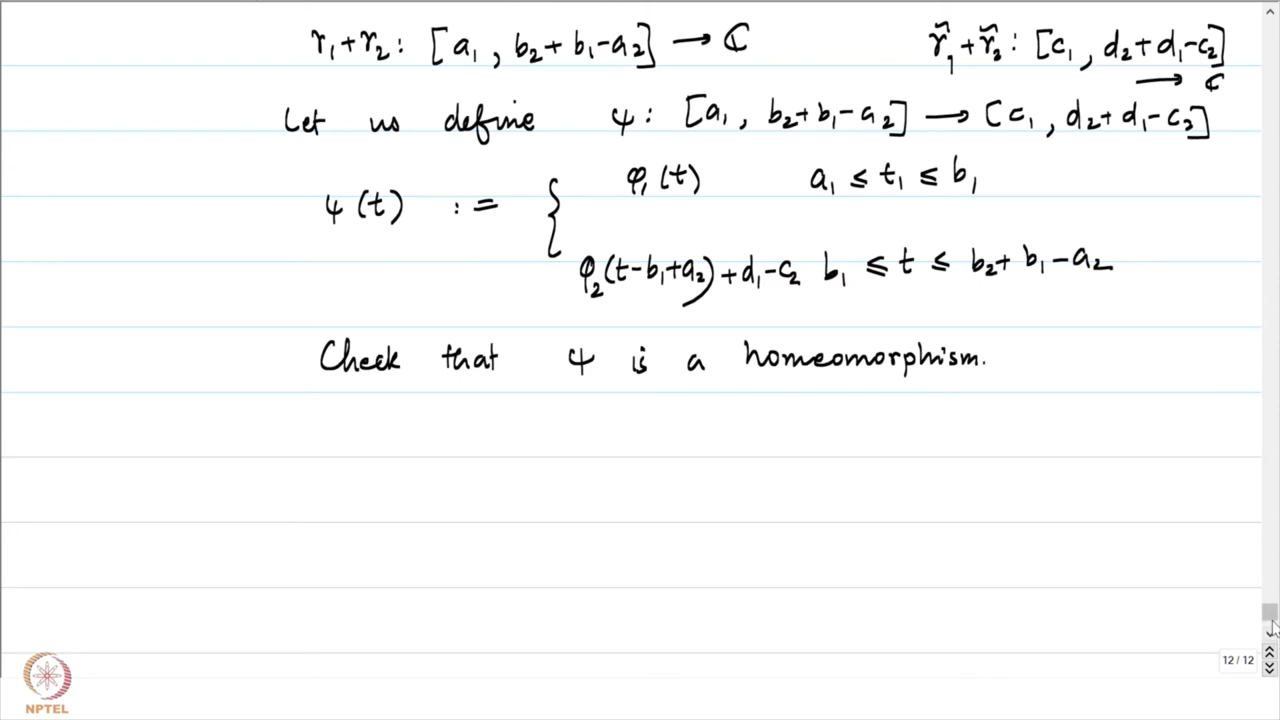 γ₁+γ₂ : [a₁ , b₂+b₁-a₂] → ℂ γ̃₁+γ̃₂ : [c₁ , d₂+d₁-c₂] → ℂ
Let us define ψ : [a₁ , b₂+b₁-a₂] → [c₁ , d₂+d₁-c₂]
ψ(t) := { φ₁(t) a₁ ≤ t₁ ≤ b₁
φ₂(t-b₁+a₂)+d₁-c₂ b₁ ≤ t ≤ b₂+b₁-a₂
Check that ψ is a homeomorphism.
12 / 12
NPTEL